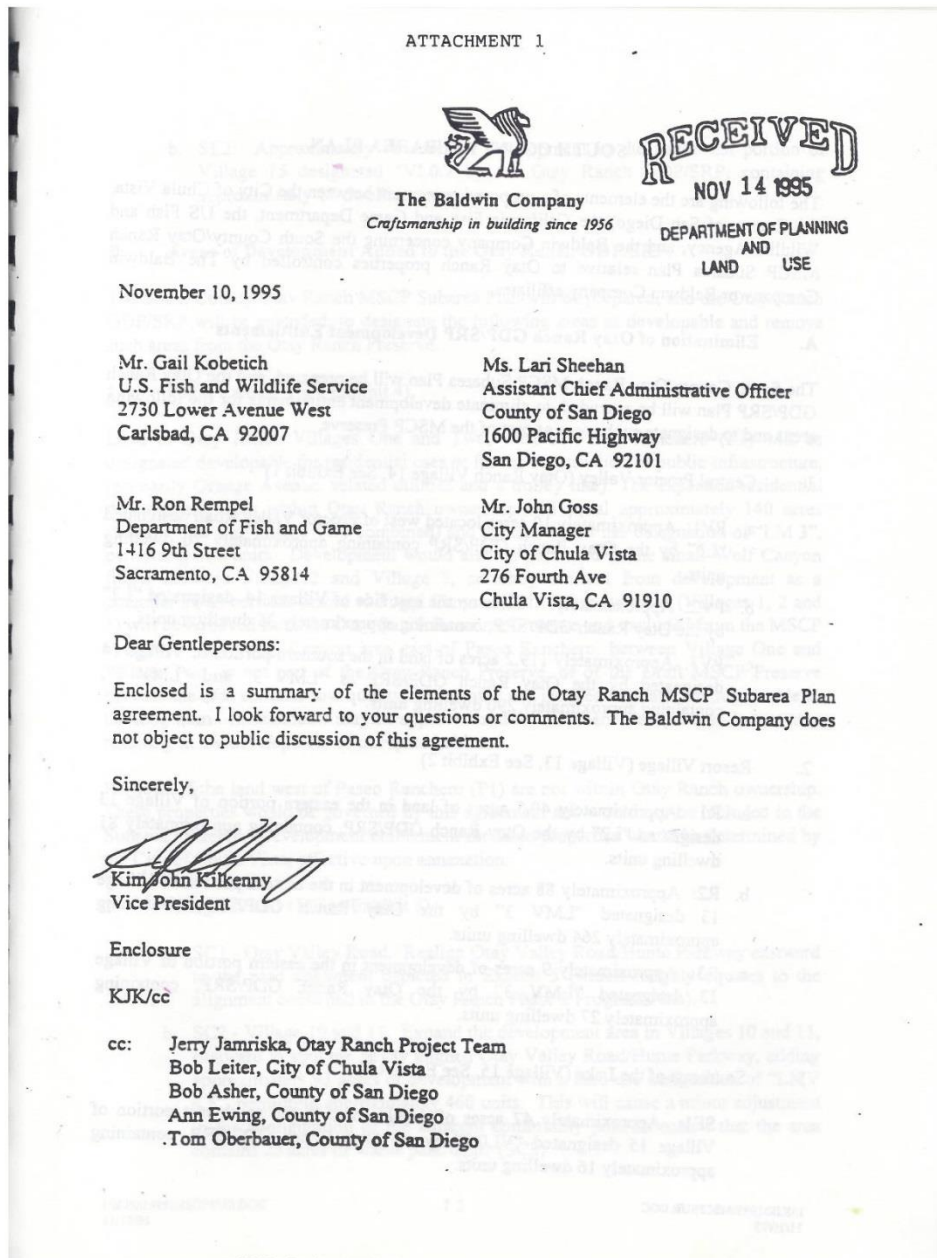 ATTACHMENT 1
The Baldwin Company
Craftsmanship in building since 1956
RECEIVED
NOV 14 1995
DEPARTMENT OF PLANNING
AND
LAND USE
November 10, 1995
Mr. Gail Kobetich
U.S. Fish and Wildlife Service
2730 Lower Avenue West
Carlsbad, CA 92007
Ms. Lari Sheehan
Assistant Chief Administrative Officer
County of San Diego
1600 Pacific Highway
San Diego, CA 92101
Mr. Ron Rempel
Department of Fish and Game
1416 9th Street
Sacramento, CA 95814
Mr. John Goss
City Manager
City of Chula Vista
276 Fourth Ave
Chula Vista, CA 91910
Dear Gentlepersons:
Enclosed is a summary of the elements of the Otay Ranch MSCP Subarea Plan
agreement. I look forward to your questions or comments. The Baldwin Company does
not object to public discussion of this agreement.
Sincerely,
Kim John Kilkenny
Vice President
Enclosure
KJK/cc
cc: Jerry Jamriska, Otay Ranch Project Team
Bob Leiter, City of Chula Vista
Bob Asher, County of San Diego
Ann Ewing, County of San Diego
Tom Oberbauer, County of San Diego